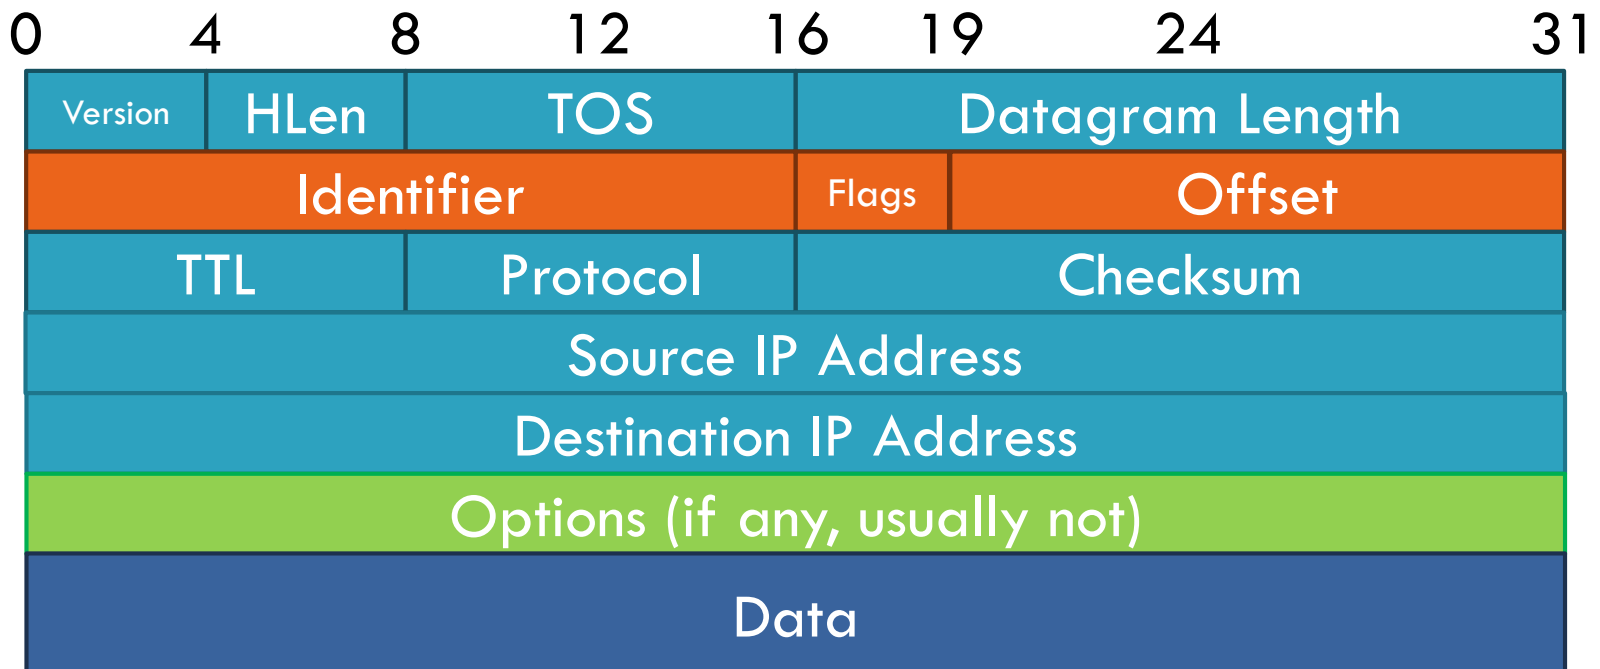 0 4 8 12 16 19 24 31
Version HLen TOS Datagram Length
Identifier Flags Offset
TTL Protocol Checksum
Source IP Address
Destination IP Address
Options (if any, usually not)
Data